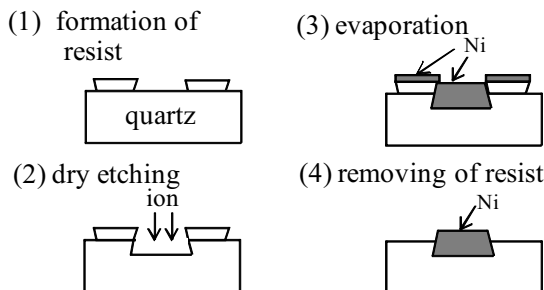 (1) formation of
resist
quartz
(2) dry etching
ion
(3) evaporation
Ni
(4) removing of resist
Ni